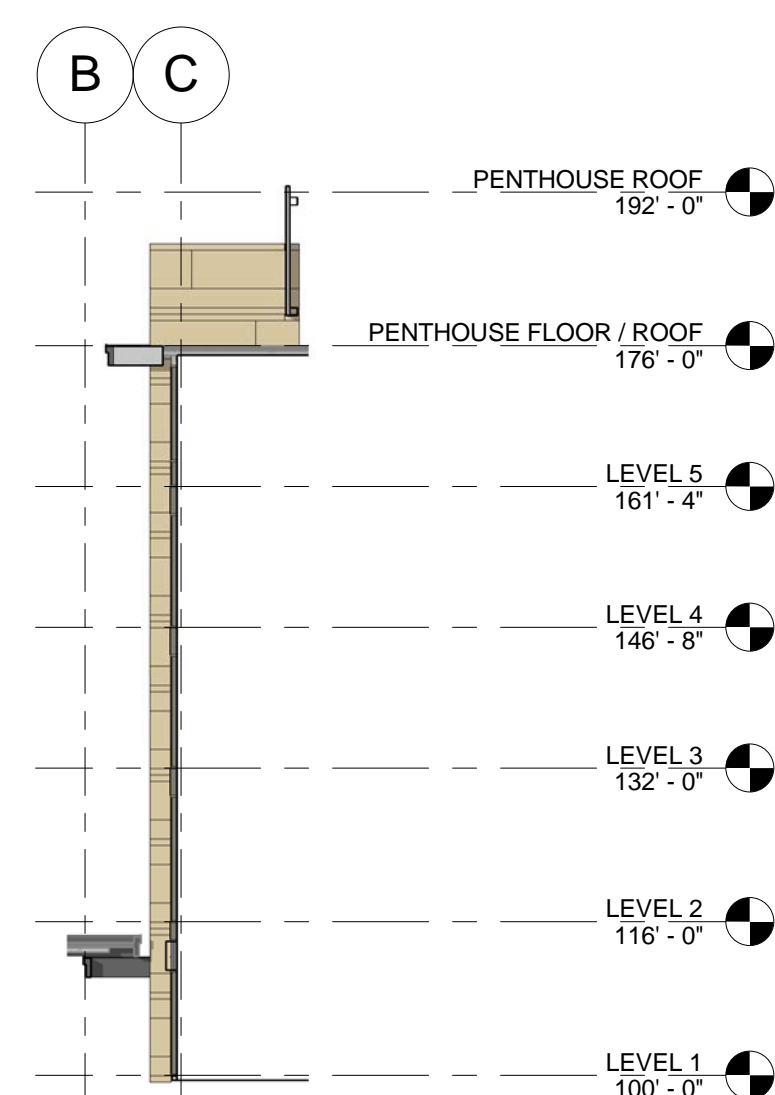 B C
PENTHOUSE ROOF
192' - 0"
PENTHOUSE FLOOR / ROOF
176' - 0"
LEVEL 5
161' - 4"
LEVEL 4
146' - 8"
LEVEL 3
132' - 0"
LEVEL 2
116' - 0"
LEVEL 1
100' - 0"